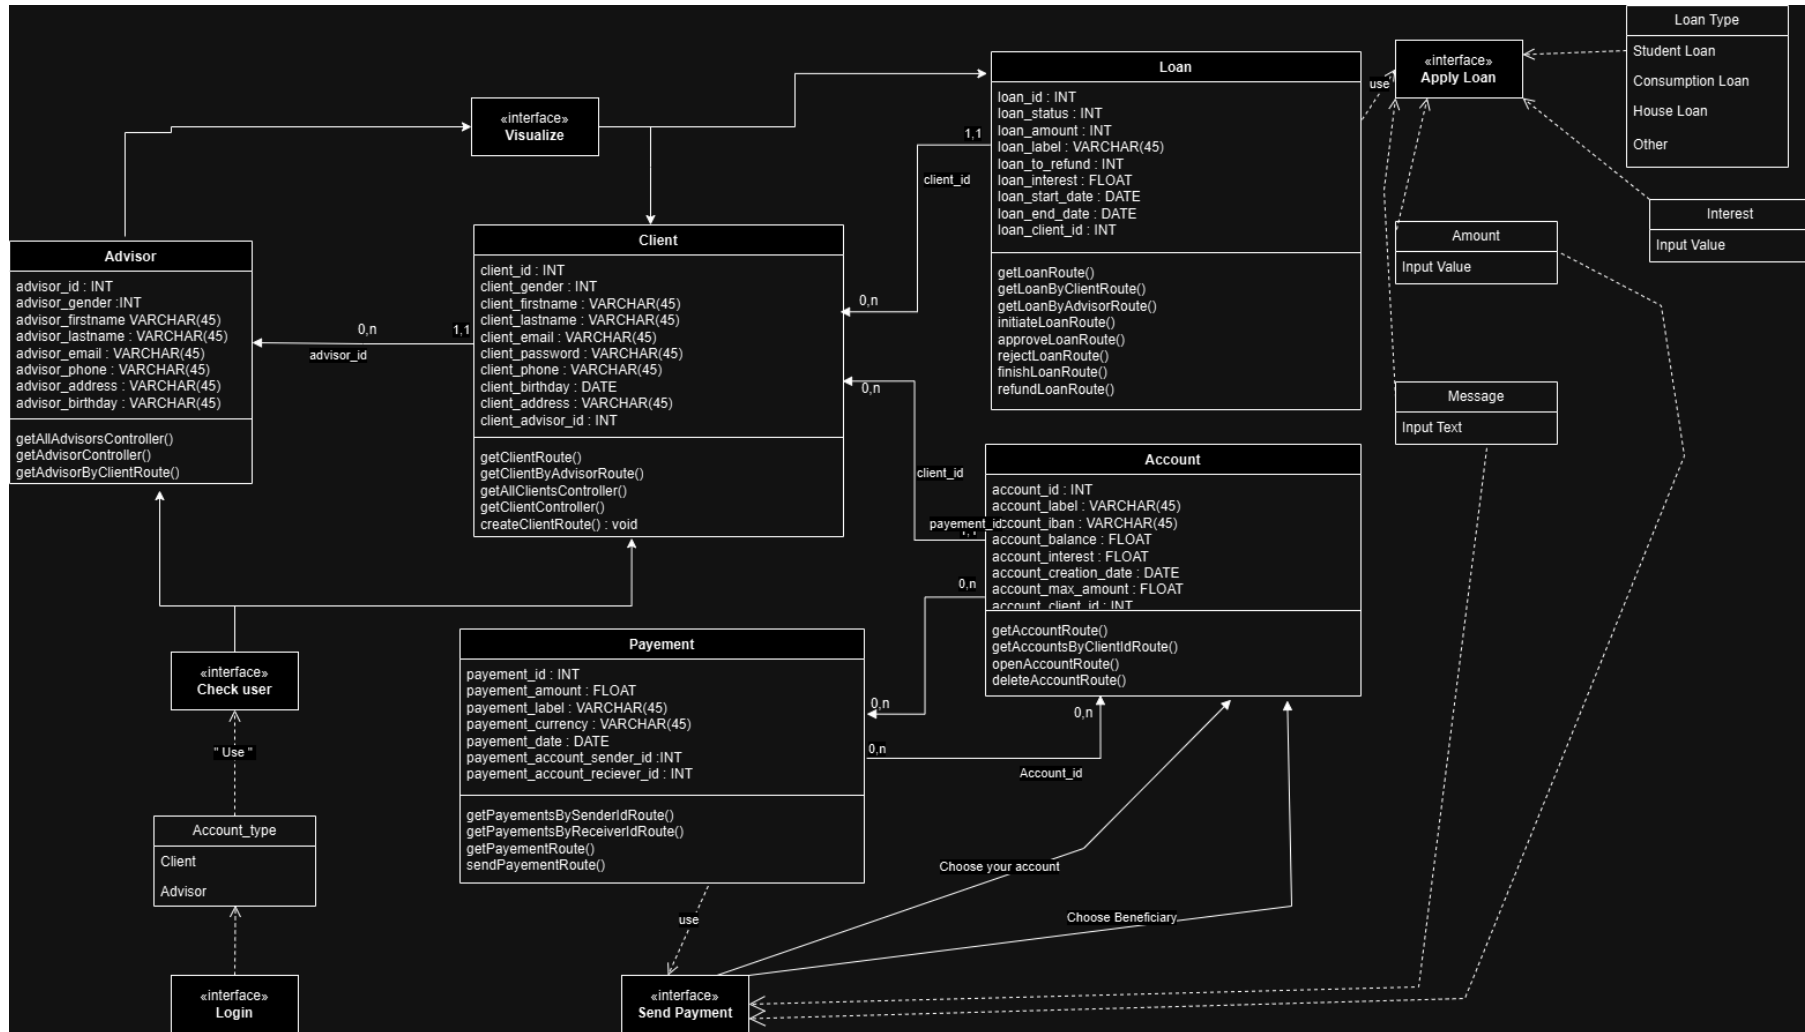 Loan Type
Student Loan
Consumption Loan
House Loan
Other
«interface»
Apply Loan
use
Loan
loan_id : INT
loan_status : INT
loan_amount : INT
loan_label : VARCHAR(45)
loan_to_refund : INT
loan_interest : FLOAT
loan_start_date : DATE
loan_end_date : DATE
loan_client_id : INT
getLoanRoute()
getLoanByClientRoute()
getLoanByAdvisorRoute()
initiateLoanRoute()
approveLoanRoute()
rejectLoanRoute()
finishLoanRoute()
refundLoanRoute()
«interface»
Visualize
1,1
client_id
0,n
Interest
Input Value
Amount
Input Value
Message
Input Text
Advisor
advisor_id : INT
advisor_gender :INT
advisor_firstname VARCHAR(45)
advisor_lastname : VARCHAR(45)
advisor_email : VARCHAR(45)
advisor_phone : VARCHAR(45)
advisor_address : VARCHAR(45)
advisor_birthday : VARCHAR(45)
getAllAdvisorsController()
getAdvisorController()
getAdvisorByClientRoute()
0,n
1,1
advisor_id
Client
client_id : INT
client_gender : INT
client_firstname : VARCHAR(45)
client_lastname : VARCHAR(45)
client_email : VARCHAR(45)
client_password : VARCHAR(45)
client_phone : VARCHAR(45)
client_birthday : DATE
client_address : VARCHAR(45)
client_advisor_id : INT
getClientRoute()
getClientByAdvisorRoute()
getAllClientsController()
getClientController()
createClientRoute() : void
0,n
client_id
payement_id
1,1
Account
account_id : INT
account_label : VARCHAR(45)
account_iban : VARCHAR(45)
account_balance : FLOAT
account_interest : FLOAT
account_creation_date : DATE
account_max_amount : FLOAT
account_client_id : INT
getAccountRoute()
getAccountsByClientIdRoute()
openAccountRoute()
deleteAccountRoute()
0,n
0,n
0,n
0,n
Account_id
Payement
payement_id : INT
payement_amount : FLOAT
payement_label : VARCHAR(45)
payement_currency : VARCHAR(45)
payement_date : DATE
payement_account_sender_id :INT
payement_account_reciever_id : INT
getPayementsBySenderIdRoute()
getPayementsByReceiverIdRoute()
getPayementRoute()
sendPayementRoute()
«interface»
Check user
" Use "
Account_type
Client
Advisor
«interface»
Login
use
Choose your account
Choose Beneficiary
«interface»
Send Payment